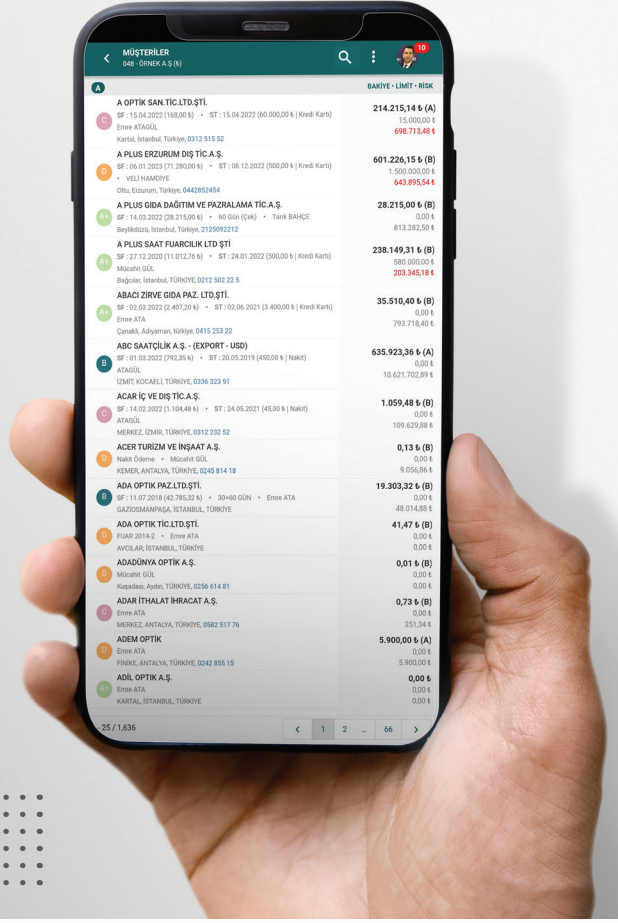 MÜŞTERİLER
048 - ÖRNEK A.Ş (6)
10
A
BAKİYE • LİMİT • RİSK
A OPTİK SAN.TİC.LTD.ŞTİ.
214.215,14 ₺ (A)
C
SF : 15.04.2022 (168,00 ₺) • ST : 15.04.2022 (60.000,00 ₺ | Kredi Kartı)
15.000,00 ₺
Emre ATAGÜL
698.713,48 ₺
Kartal, İstanbul, Türkiye, 0312 515 52
A PLUS ERZURUM DIŞ TİC.A.Ş.
601.226,15 ₺ (B)
D
SF : 06.01.2023 (71.280,00 ₺) • ST : 08.12.2022 (500,00 ₺ | Kredi Kartı)
1.500.000,00 ₺
• VELİ HAMDİYE
643.895,54 ₺
Oltu, Erzurum, Türkiye, 0442852454
A PLUS GIDA DAĞITIM VE PAZRALAMA TİC.A.Ş.
28.215,00 ₺ (B)
A+
SF : 14.03.2022 (28.215,00 ₺) • 60 Gün (Çek) • Tarık BAHÇE
0,00 ₺
Beylikdüzü, İstanbul, Türkiye, 2125092212
813.282,50 ₺
A PLUS SAAT FUARCILIK LTD ŞTİ
238.149,31 ₺ (B)
A+
SF : 27.12.2020 (11.012,76 ₺) • ST : 24.01.2022 (500,00 ₺ | Kredi Kartı)
580.000,00 ₺
Mücahit GÜL
203.345,18 ₺
Bağcılar, İstanbul, TÜRKİYE, 0212 502 22 5
ABACI ZİRVE GIDA PAZ. LTD.ŞTİ.
35.510,40 ₺ (B)
A+
SF : 02.03.2022 (2.407,20 ₺) • ST : 02.06.2021 (3.400,00 ₺ | Kredi Kartı)
0,00 ₺
Emre ATA
793.718,40 ₺
Çanaklı, Adıyaman, türkiye, 0415 253 22
ABC SAATÇİLİK A.Ş. - (EXPORT - USD)
635.923,36 ₺ (A)
B
SF : 01.03.2022 (792,35 ₺) • ST : 20.05.2019 (450,00 ₺ | Nakit)
0,00 ₺
ATAGÜL
10.621.702,89 ₺
İZMİT, KOCAELİ, TÜRKİYE, 0336 323 91
ACAR İÇ VE DIŞ TİC.A.Ş.
1.059,48 ₺ (B)
C
SF : 14.02.2022 (1.104,48 ₺) • ST : 24.05.2021 (45,00 ₺ | Nakit)
0,00 ₺
ATAGÜL
109.629,88 ₺
MERKEZ, İZMİR, TÜRKİYE, 0312 232 52
ACER TURİZM VE İNŞAAT A.Ş.
0,13 ₺ (B)
D
Nakit Ödeme • Mücahit GÜL
0,00 ₺
KEMER, ANTALYA, TÜRKİYE, 0245 814 18
9.056,86 ₺
ADA OPTIK PAZ.LTD.ŞTİ.
19.303,32 ₺ (B)
B
SF : 11.07.2018 (42.785,32 ₺) • 30+60 GÜN • Emre ATA
0,00 ₺
GAZİOSMANPAŞA, İSTANBUL, TÜRKİYE
48.014,88 ₺
ADA OPTIK TİC.LTD.ŞTİ.
41,47 ₺ (B)
D
FUAR 2014-2 • Emre ATA
0,00 ₺
AVCILAR, İSTANBUL, TÜRKİYE
0,00 ₺
ADADÜNYA OPTİK A.Ş.
0,01 ₺ (B)
D
Mücahit GÜL
0,00 ₺
Kuşadası, Aydın, TÜRKİYE, 0256 614 81
0,00 ₺
ADAR İTHALAT İHRACAT A.Ş.
0,73 ₺ (B)
C
Emre ATA
0,00 ₺
MERKEZ, ANTALYA, TÜRKİYE, 0582 517 76
251,34 ₺
ADEM OPTİK
5.900,00 ₺ (A)
D
Emre ATA
0,00 ₺
FİNİKE, ANTALYA, TÜRKİYE, 0242 855 15
5.900,00 ₺
ADİL OPTIK A.Ş.
0,00 ₺
A+
Emre ATA
0,00 ₺
KARTAL, İSTANBUL, TÜRKİYE
0,00 ₺
- 25 / 1,636
1 2 ... 66